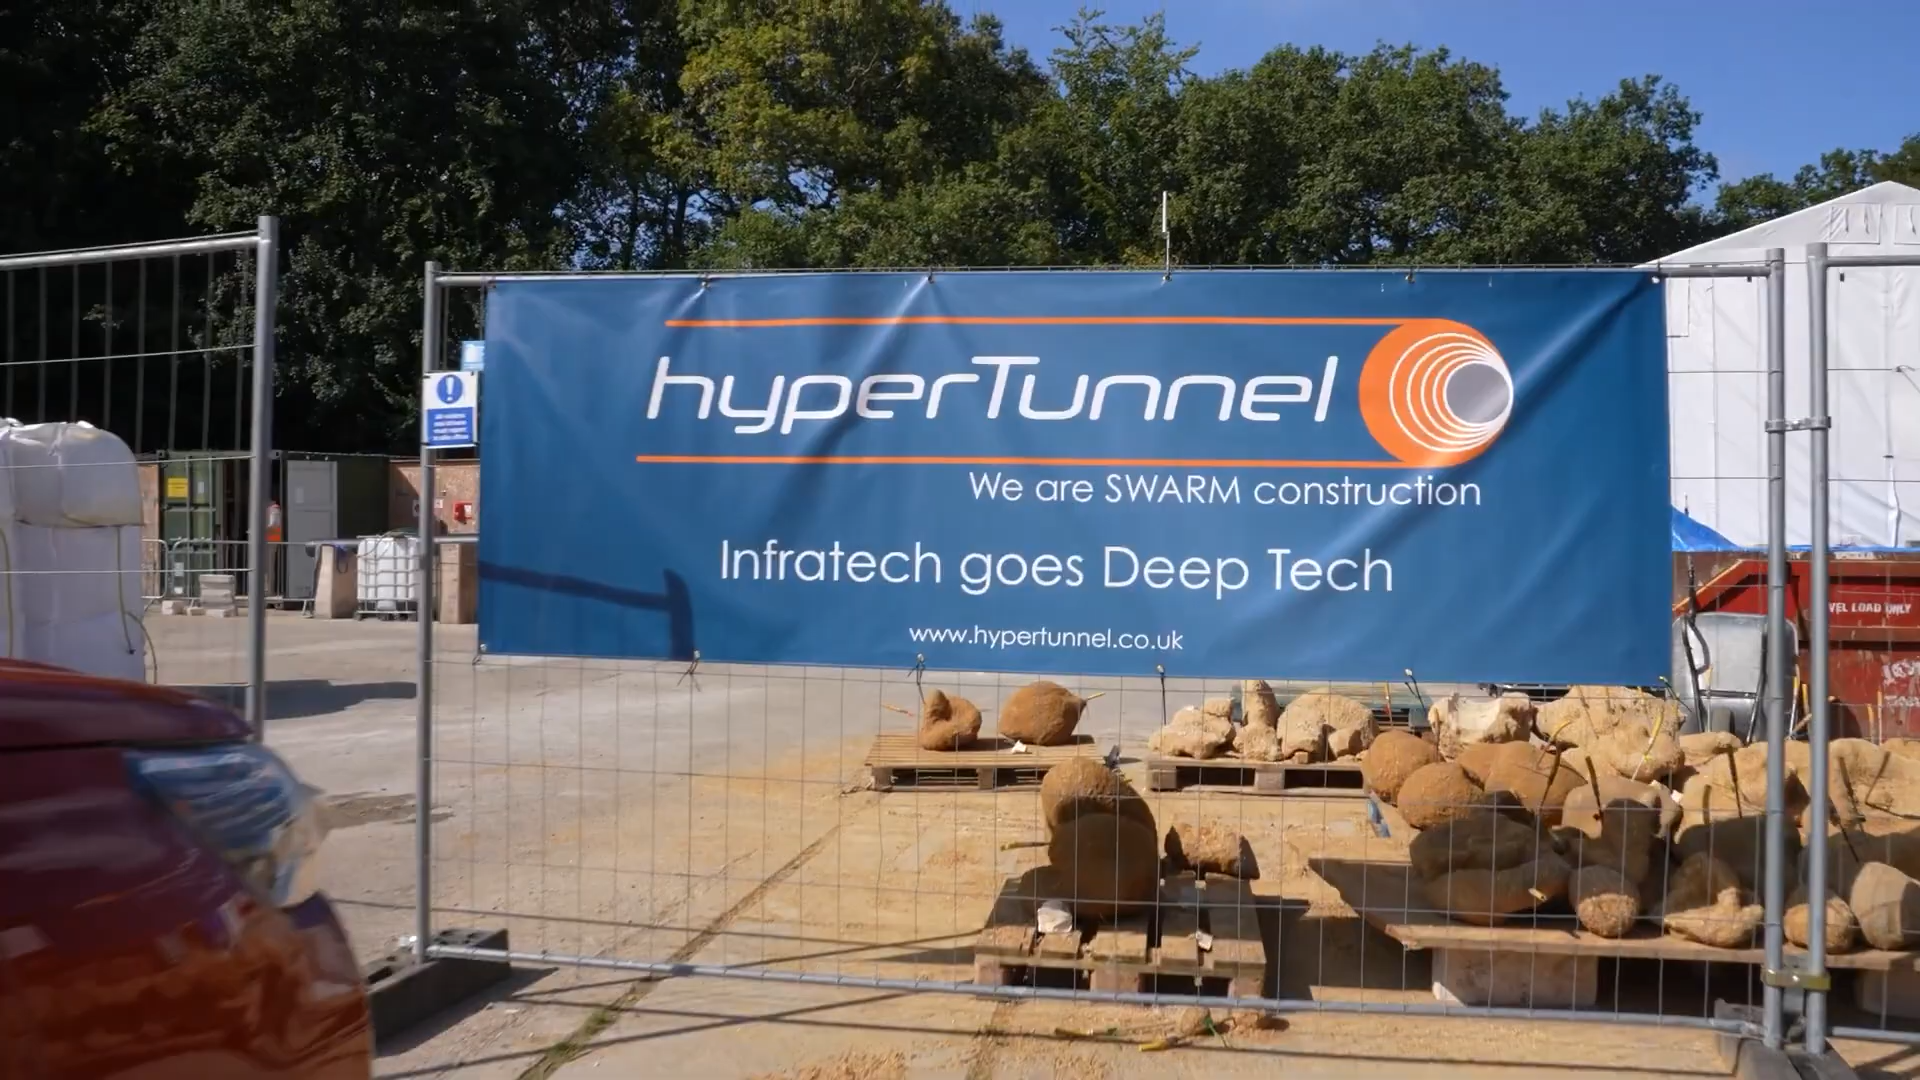 hyperTunnel
We are SWARM construction
Infratech goes Deep Tech
www.hypertunnel.co.uk
VEL LOAD ONLY